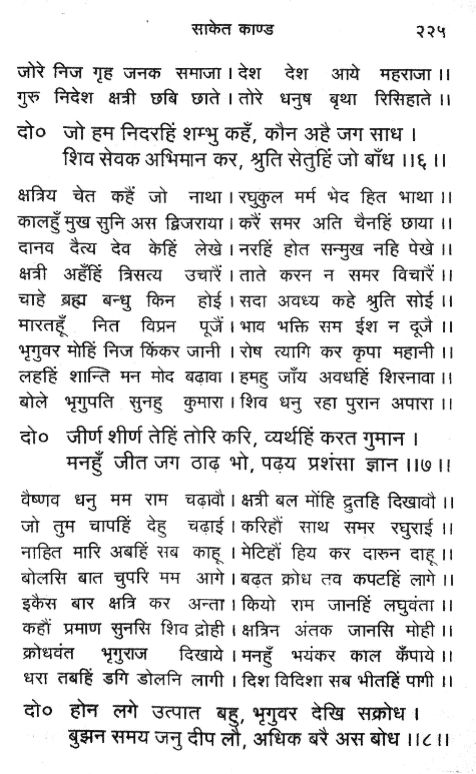 साकेत काण्ड २२५
जोरे निज गृह जनक समाजा । देश देश आये महराजा ।।
गुरु निदेश क्षत्री छबि छाते । तोरे धनुष बृथा रिसिहाते ।।
दो० जो हम निदरहिं शम्भु कहँ, कौन अहै जग साध ।
शिव सेवक अभिमान कर, श्रुति सेतुहिं जो बाँध ।।६।।
क्षत्रिय चेत कहैं जो नाथा । रघुकुल मर्म भेद हित भाथा ।।
कालहुँ मुख सुनि अस द्विजराया । करैं समर अति चैनहिं छाया ।।
दानव दैत्य देव केहिं लेखे । नरहिं होत सन्मुख नहि पेखे ।।
क्षत्री अहँहिं त्रिसत्य उचारैं । ताते करन न समर विचारैं ।।
चाहे ब्रह्म बन्धु किन होई । सदा अवध्य कहे श्रुति सोई ।।
मारतहूँ नित विप्रन पूजैं । भाव भक्ति सम ईश न दूजै ।।
भृगुवर मोहिं निज किंकर जानी । रोष त्यागि कर कृपा महानी ।।
लहहिं शान्ति मन मोद बढ़ावा । हमहु जाँय अवधहिं शिरनावा ।।
बोले भृगुपति सुनहु कुमारा । शिव धनु रहा पुरान अपारा ।।
दो० जीर्ण शीर्ण तेहिं तोरि करि, व्यर्थहिं करत गुमान ।
मनहुँ जीत जग ठाढ़ भो, पढ़य प्रशंसा ज्ञान ।।७।।
वैष्णव धनु मम राम चढ़ावौ । क्षत्री बल मोंहि द्रुतहि दिखावौ ।।
जो तुम चापहिं देहु चढ़ाई । करिहौं साथ समर रघुराई ।।
नाहित मारि अबहिं सब काहू । मेटिहौं हिय कर दारुन दाहू ।।
बोलसि बात चुपरि मम आगे । बढ़त क्रोध तव कपटहिं लागे ।।
इकैस बार क्षत्रि कर अन्ता । कियो राम जानहिं लघुवंता ।।
कहौं प्रमाण सुनसि शिव द्रोही । क्षत्रिन अंतक जानसि मोही ।।
क्रोधवंत भृगुराज दिखाये । मनहुँ भयंकर काल कँपाये ।।
धरा तबहिं डगि डोलनि लागी । दिश विदिशा सब भीतहिं पागी ।।
दो० होन लगे उत्पात बहु, भृगुवर देखि सक्रोध ।
बुझन समय जनु दीप लौ, अधिक बरै अस बोध ।।८।।